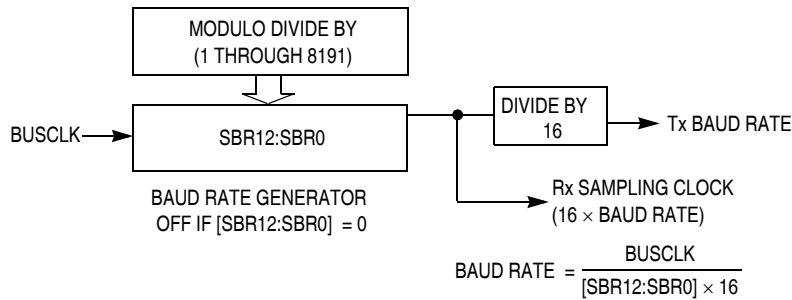 MODULO DIVIDE BY
(1 THROUGH 8191)
BUSCLK
SBR12:SBR0
DIVIDE BY
16
Tx BAUD RATE
BAUD RATE GENERATOR
OFF IF [SBR12:SBR0] = 0
Rx SAMPLING CLOCK
(16 × BAUD RATE)
BAUD RATE =
BUSCLK
[SBR12:SBR0] × 16